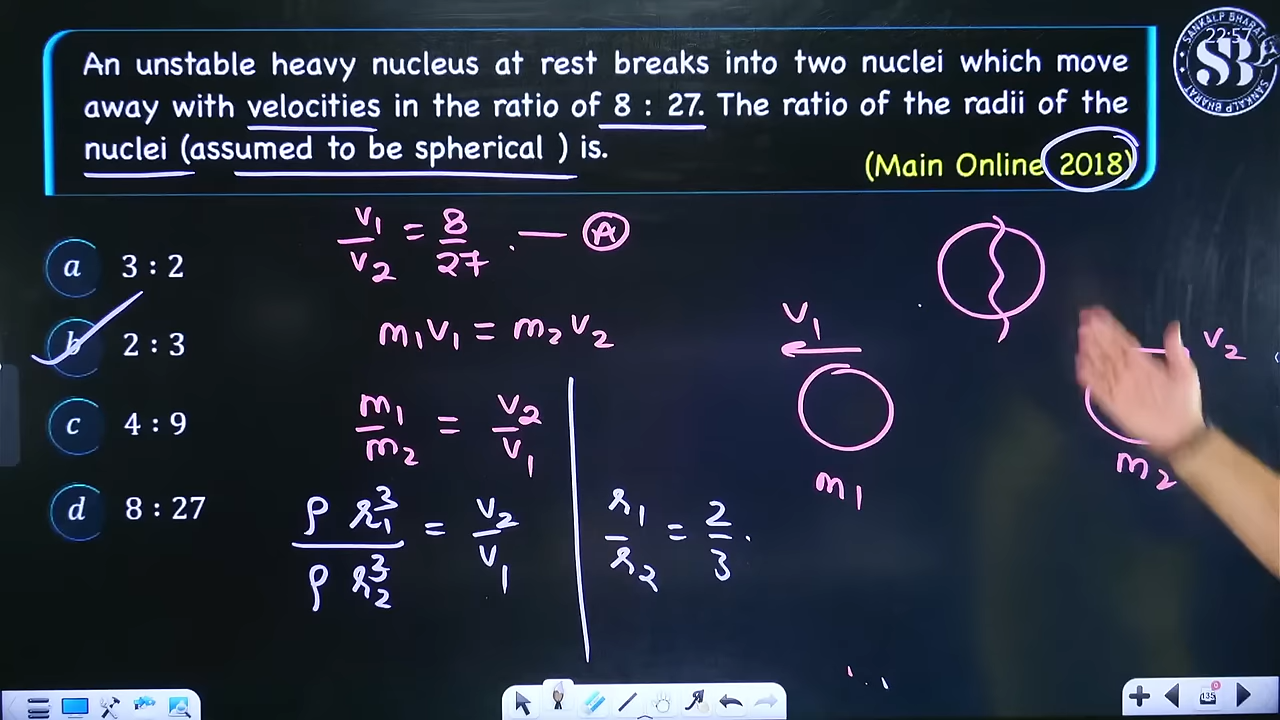 An unstable heavy nucleus at rest breaks into two nuclei which move
away with velocities in the ratio of 8 : 27. The ratio of the radii of the
nuclei (assumed to be spherical ) is.
(Main Online 2018)
SANKALP BHARAT
22:57
SB
SANKALP BHARAT
a 3 : 2
b 2 : 3
c 4 : 9
d 8 : 27
v₁/v₂ = 8/27 . — A
m₁v₁ = m₂v₂
m₁/m₂ = v₂/v₁
ρ r₁³ / ρ r₂³ = v₂/v₁
r₁/r₂ = 2/3 .
v₁
m₁
v₂
m₂
135